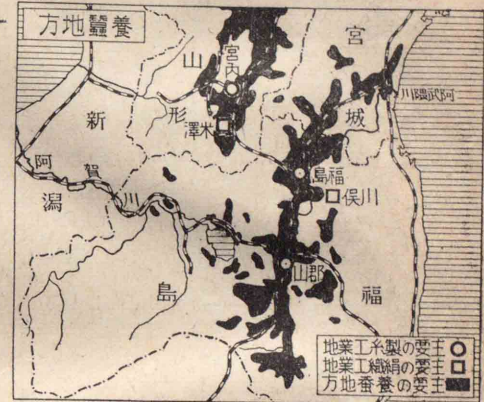 養蠶地方
宮城
山形
新潟
福島
宮内
米澤
福島
川俣
郡山
阿賀川
阿武隈川
主要の製糸工業地
主要の絹織工業地
主要の養蚕地方